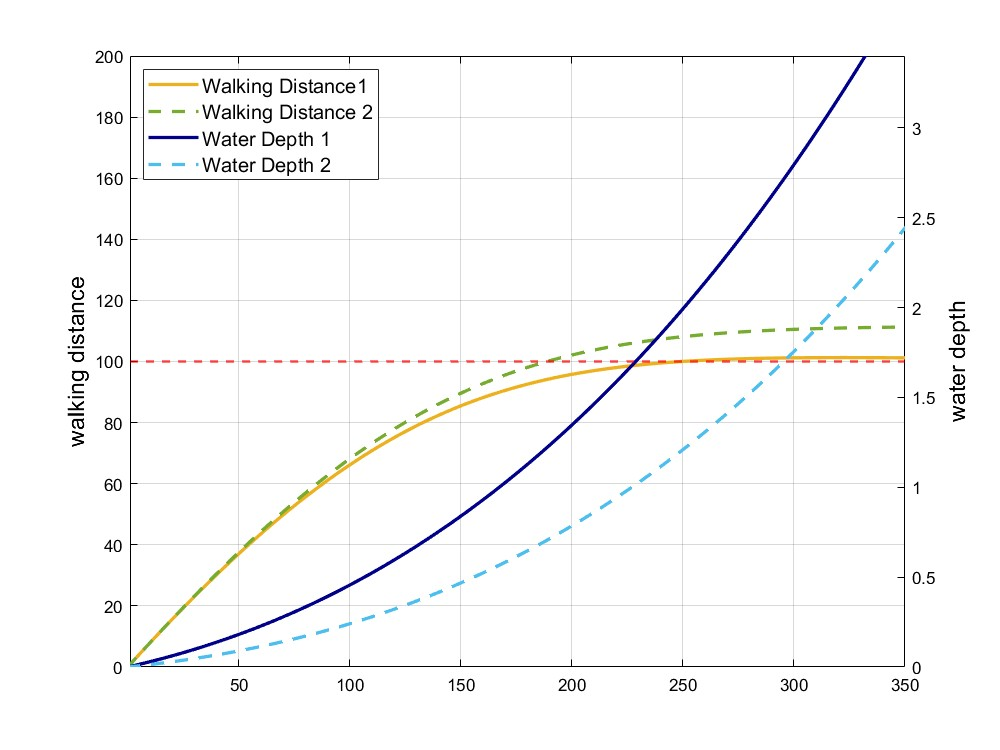 200
180
160
140
120
100
80
60
40
20
0
walking distance
Walking Distance1
Walking Distance 2
Water Depth 1
Water Depth 2
3
2.5
2
1.5
1
0.5
0
water depth
50 100 150 200 250 300 350